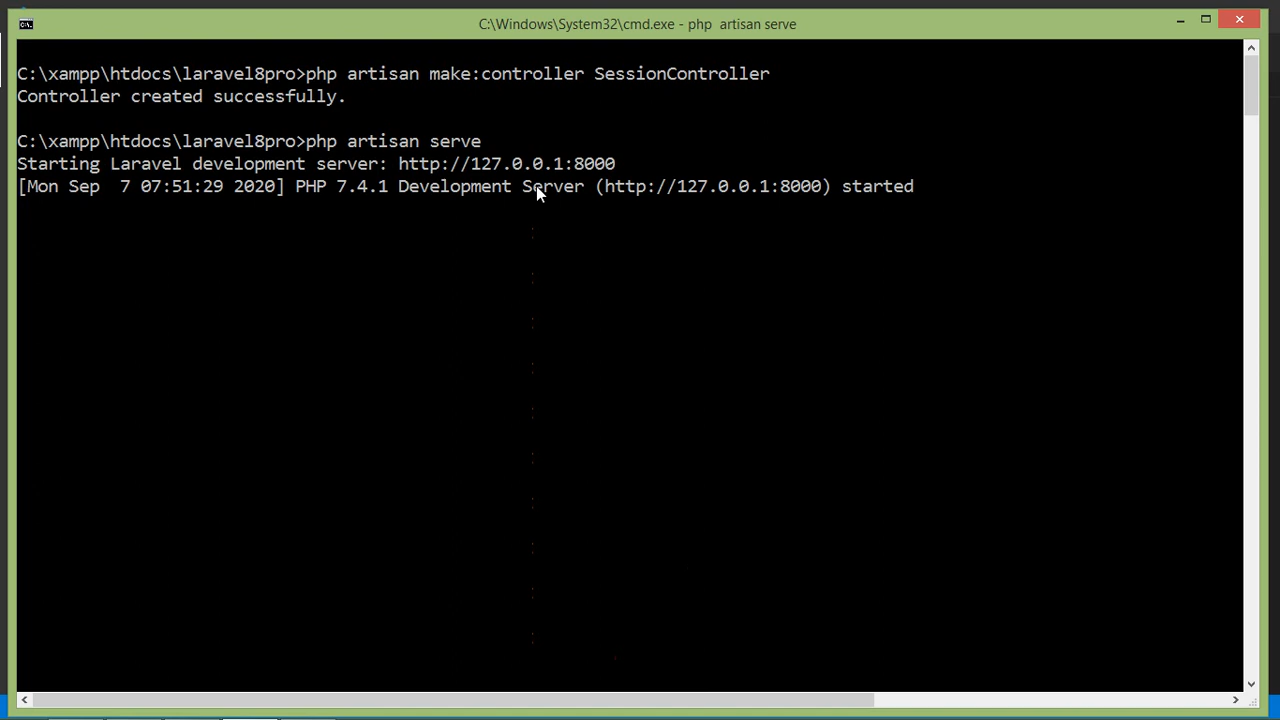 C:\Windows\System32\cmd.exe - php  artisan serve
C:\xampp\htdocs\laravel8pro>php artisan make:controller SessionController
Controller created successfully.
C:\xampp\htdocs\laravel8pro>php artisan serve
Starting Laravel development server: http://127.0.0.1:8000
[Mon Sep  7 07:51:29 2020] PHP 7.4.1 Development Server (http://127.0.0.1:8000) started